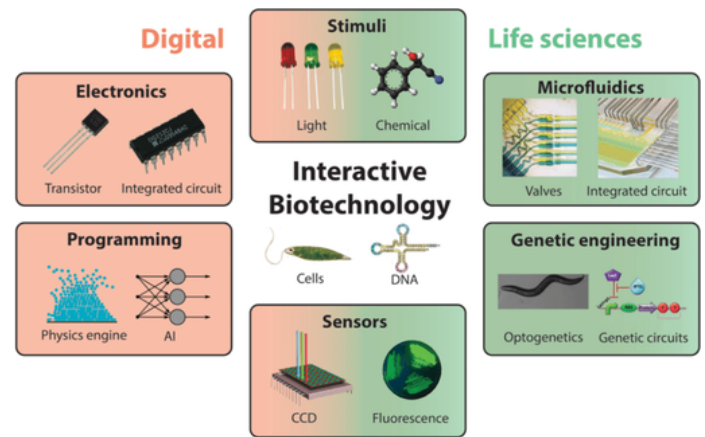 Digital
Stimuli
Life sciences
Light
Chemical
Electronics
Transistor
Integrated circuit
Microfluidics
Valves
Integrated circuit
Interactive
Biotechnology
Cells
DNA
Programming
Physics engine
AI
Genetic engineering
Optogenetics
Genetic circuits
Sensors
CCD
Fluorescence